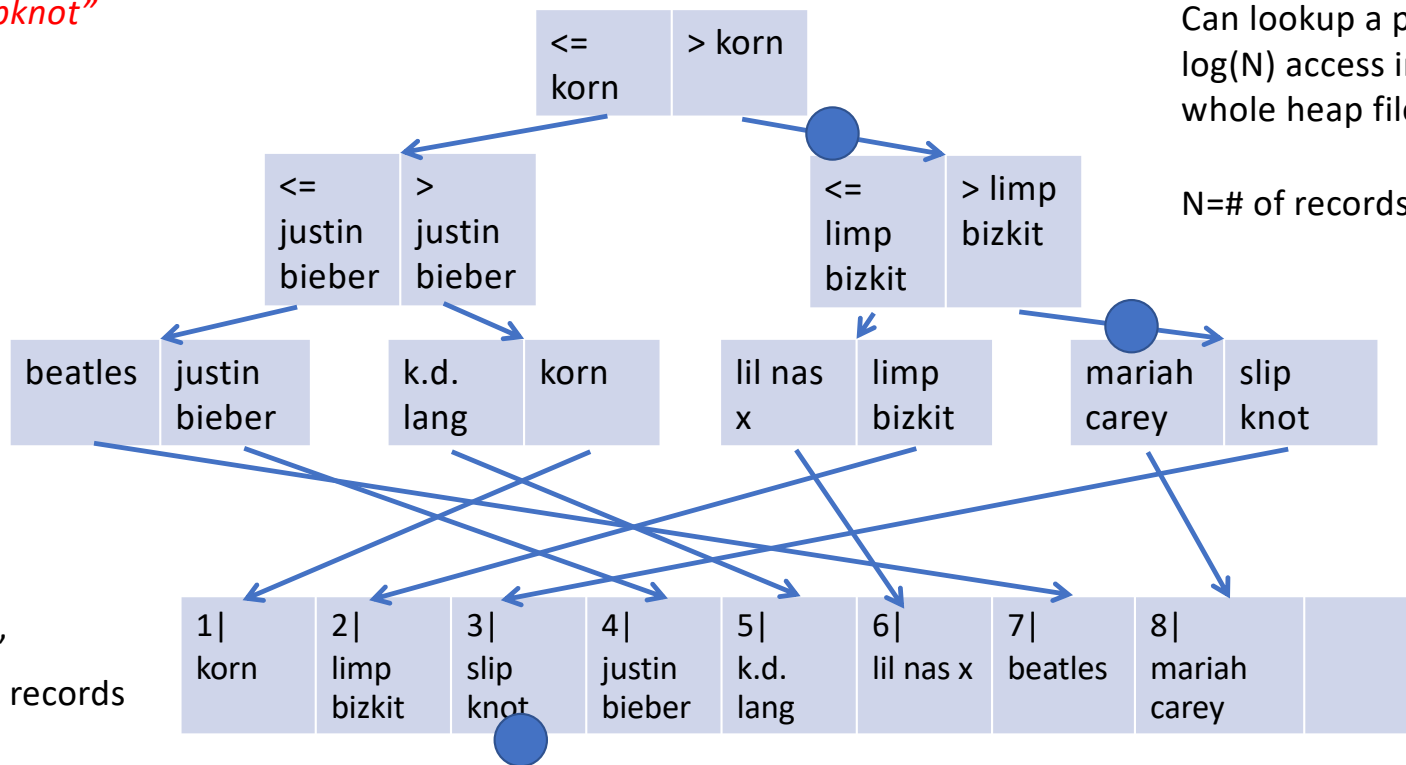 <=
korn
> korn
log(N) access i
whole heap file
N=# of records
<=
justin
bieber
>
justin
bieber
<=
limp
bizkit
> limp
bizkit
beatles
justin
bieber
k.d.
lang
korn
lil nas
x
limp
bizkit
mariah
carey
slip
knot
records
1|
korn
2|
limp
bizkit
3|
slip
knot
4|
justin
bieber
5|
k.d.
lang
6|
lil nas x
7|
beatles
8|
mariah
carey
Can lookup a p
knot”